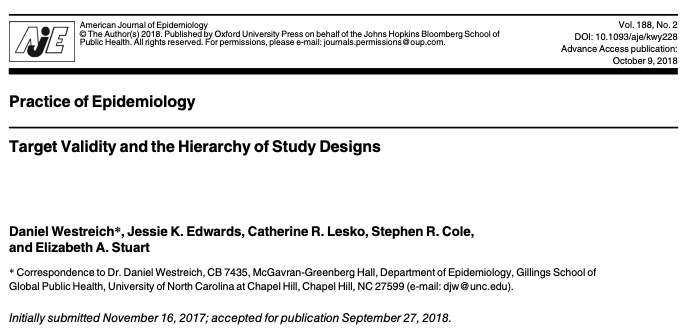 AJE
American Journal of Epidemiology
© The Author(s) 2018. Published by Oxford University Press on behalf of the Johns Hopkins Bloomberg School of
Public Health. All rights reserved. For permissions, please e-mail: journals.permissions@oup.com.
Vol. 188, No. 2
DOI: 10.1093/aje/kwy228
Advance Access publication:
October 9, 2018
Practice of Epidemiology
Target Validity and the Hierarchy of Study Designs
Daniel Westreich*, Jessie K. Edwards, Catherine R. Lesko, Stephen R. Cole,
and Elizabeth A. Stuart
* Correspondence to Dr. Daniel Westreich, CB 7435, McGavran-Greenberg Hall, Department of Epidemiology, Gillings School of
Global Public Health, University of North Carolina at Chapel Hill, Chapel Hill, NC 27599 (e-mail: djw@unc.edu).
Initially submitted November 16, 2017; accepted for publication September 27, 2018.